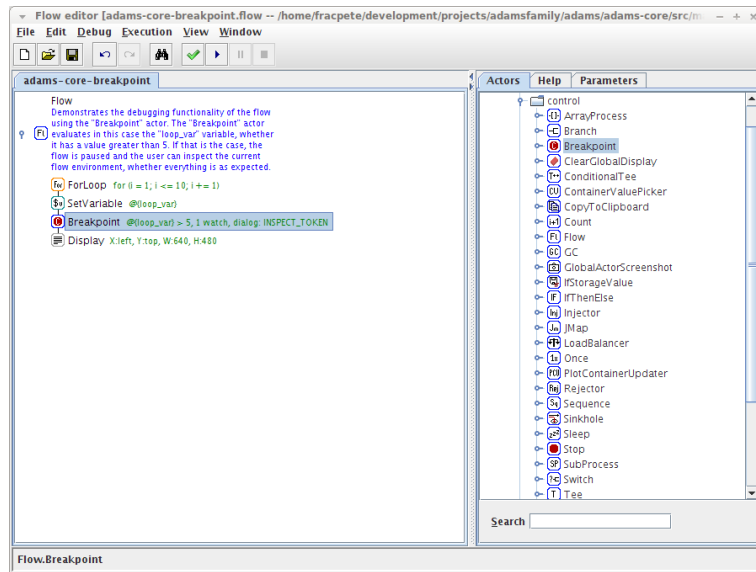 Flow editor [adams-core-breakpoint.flow -- /home/fracpete/development/projects/adamsfamily/adams/adams-core/src/m
File Edit Debug Execution View Window
adams-core-breakpoint
Flow
Demonstrates the debugging functionality of the flow
using the "Breakpoint" actor. The "Breakpoint" actor
evaluates in this case the "loop_var" variable, whether
it has a value greater than 5. If that is the case, the
flow is paused and the user can inspect the current
flow environment, whether everything is as expected.
ForLoop for (i = 1; i <= 10; i += 1)
SetVariable @(loop_var)
Breakpoint @(loop_var) > 5, 1 watch, dialog: INSPECT_TOKEN
Display X:left, Y:top, W:640, H:480
Actors Help Parameters
control
ArrayProcess
Branch
Breakpoint
ClearGlobalDisplay
ConditionalTee
ContainerValuePicker
CopyToClipboard
Count
Flow
GC
GlobalActorScreenshot
IfStorageValue
IfThenElse
Injector
JMap
LoadBalancer
Once
PlotContainerUpdater
Rejector
Sequence
Sinkhole
Sleep
Stop
SubProcess
Switch
Tee
Search
Flow.Breakpoint